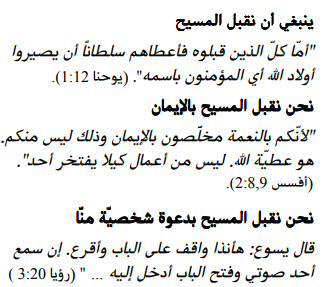 ينبغي أن نقبل المسيح
"أمّا كلّ الذين قبلوه فأعطاهم سلطاناً أن يصيروا
أولاد الله أي المؤمنون باسمه". (يوحنا 1:12).
نحن نقبل المسيح بالإيمان
"لأنّكم بالنعمة مخلّصون بالإيمان وذلك ليس منكم.
هو عطيّة الله. ليس من أعمال كيلا يفتخر أحد".
(أفسس 2:8,9).
نحن نقبل المسيح بدعوة شخصيّة منّا
قال يسوع: هأنذا واقف على الباب وأقرع. إن سمع
أحد صوتي وفتح الباب أدخل إليه ... " (رؤيا 3:20 )